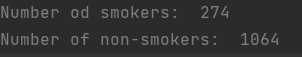 Number od smokers:  274
Number of non-smokers:  1064